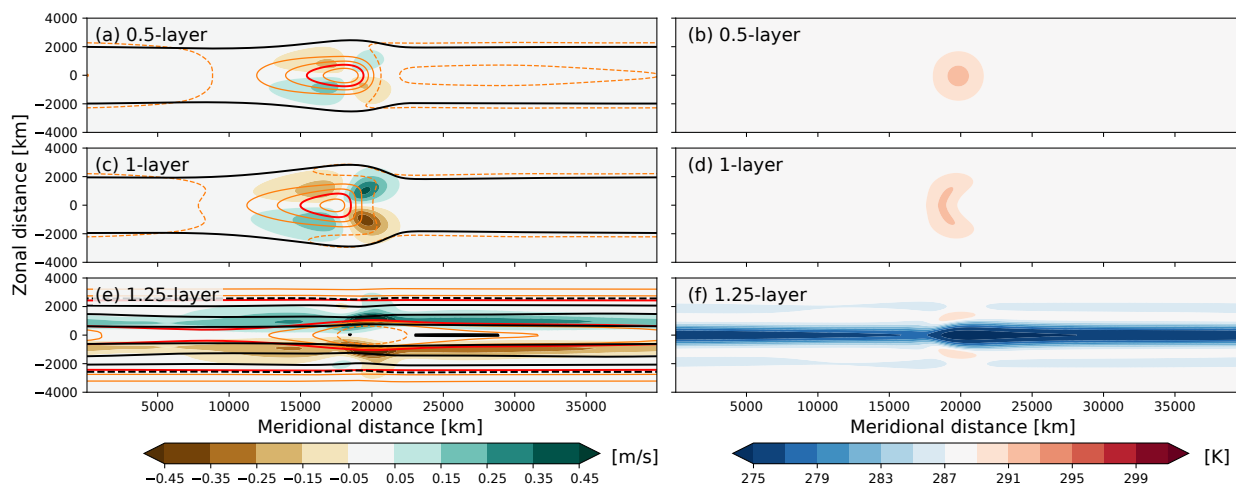 4000
(a) 0.5-layer
(b) 0.5-layer
2000
0
−2000
−4000
4000
(c) 1-layer
(d) 1-layer
2000
0
−2000
−4000
Zonal distance [km]
4000
(e) 1.25-layer
(f) 1.25-layer
2000
0
−2000
−4000
5000 10000 15000 20000 25000 30000 35000
5000 10000 15000 20000 25000 30000 35000
Meridional distance [km]
Meridional distance [km]
[m/s]
[K]
−0.45 −0.35 −0.25 −0.15 −0.05 0.05 0.15 0.25 0.35 0.45
275 279 283 287 291 295 299